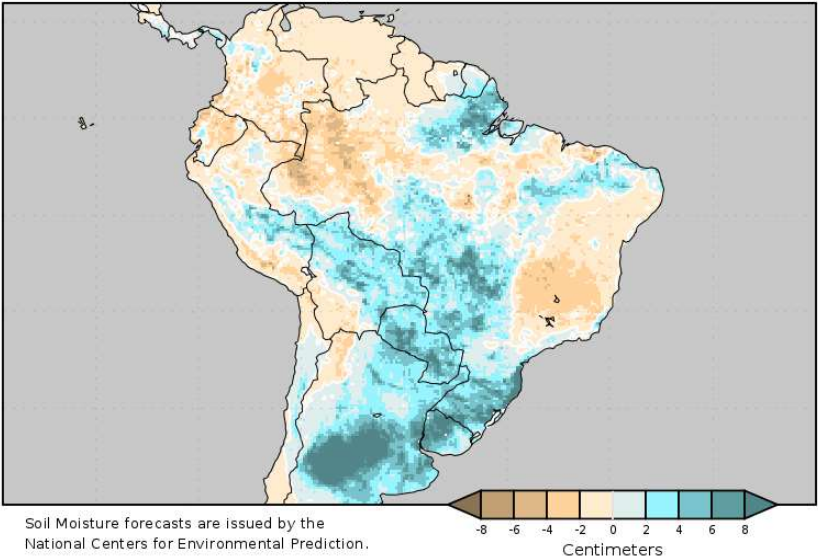 Soil Moisture forecasts are issued by the
National Centers for Environmental Prediction.
-8 -6 -4 -2 0 2 4 6 8
Centimeters